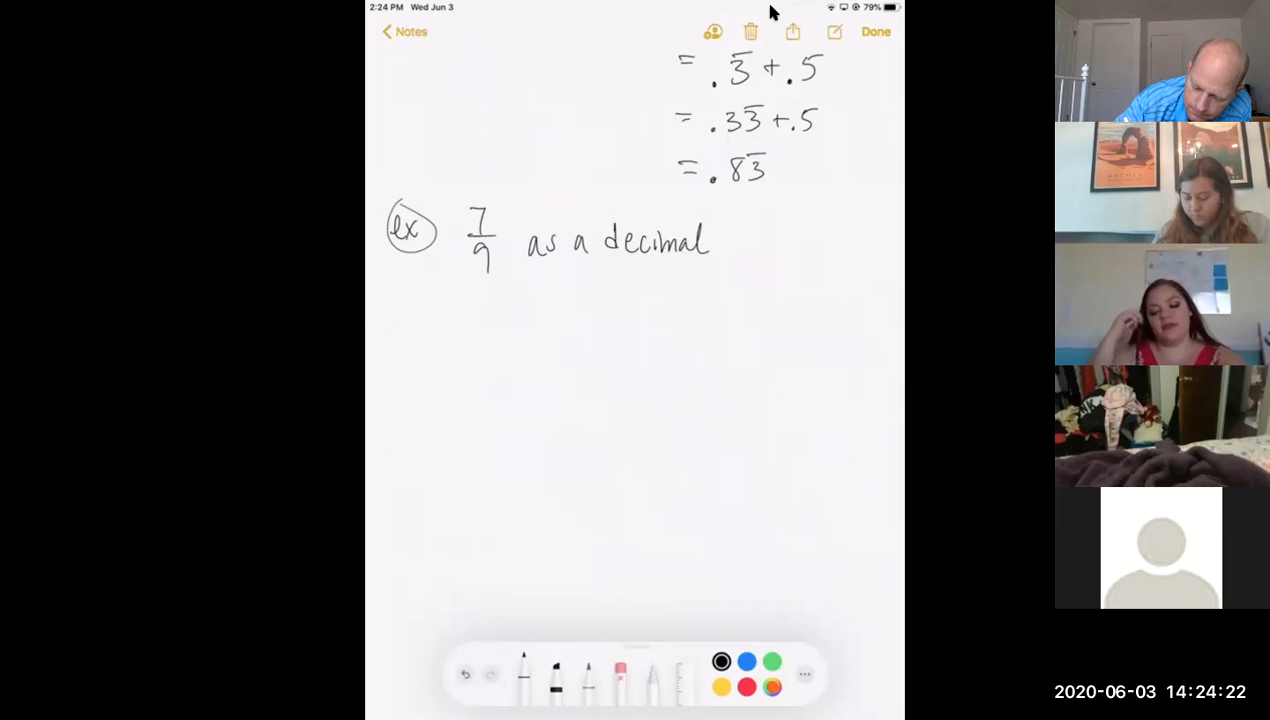 2:24 PM Wed Jun 3
79%
Notes
Done
= .3̅ + .5
= .33̅ + .5
= .83̅
ex 7/9 as a decimal
2020-06-03 14:24:22